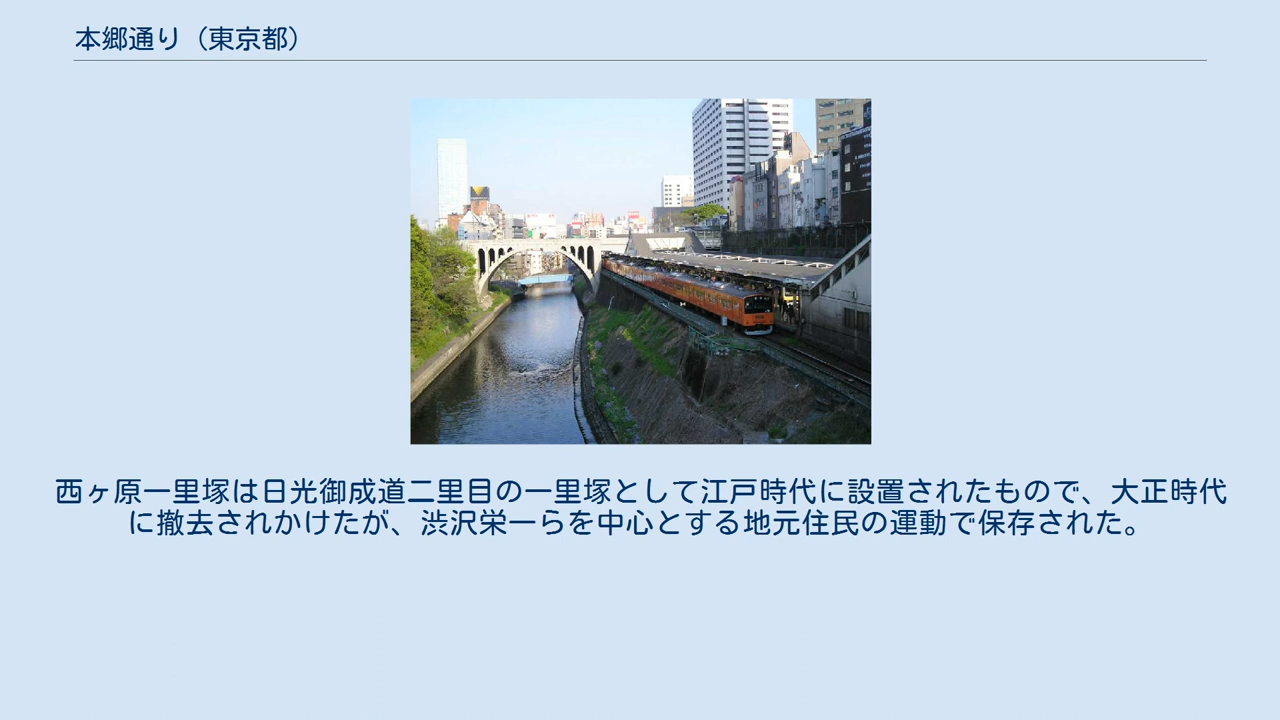 本郷通り（東京都）
西ヶ原一里塚は日光御成道二里目の一里塚として江戸時代に設置されたもので、大正時代
に撤去されかけたが、渋沢栄一らを中心とする地元住民の運動で保存された。